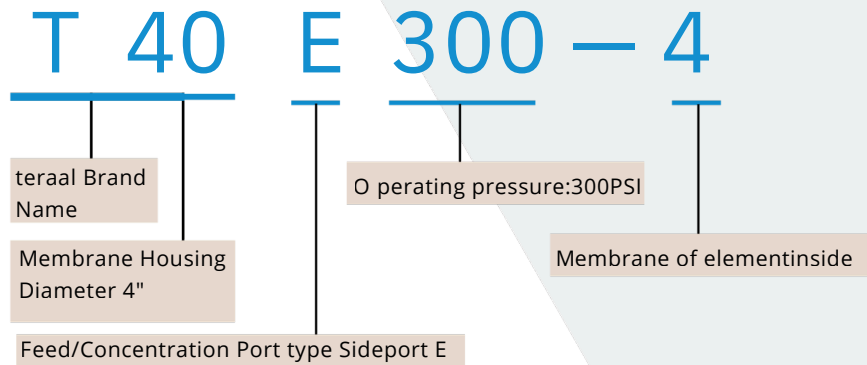 T 40 E 300 — 4
teraal Brand
Name
O perating pressure:300PSI
Membrane Housing
Diameter 4"
Membrane of elementinside
Feed/Concentration Port type Sideport E